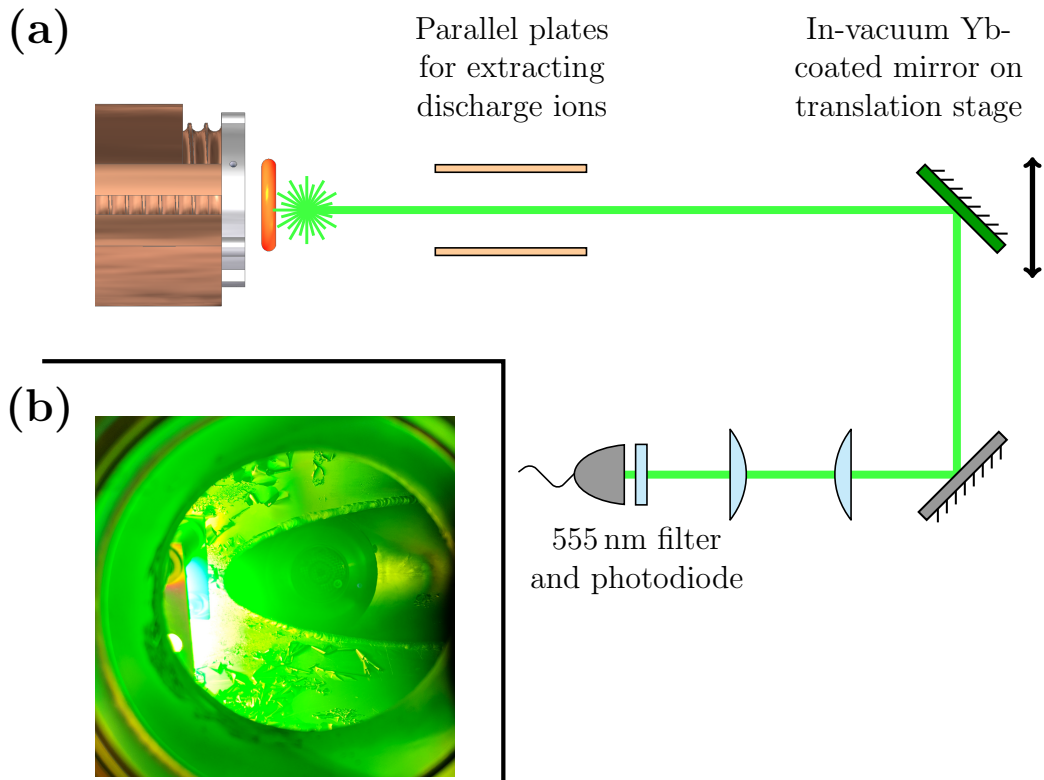 (a)
Parallel plates
for extracting
discharge ions
In-vacuum Yb-
coated mirror on
translation stage
(b)
555 nm filter
and photodiode